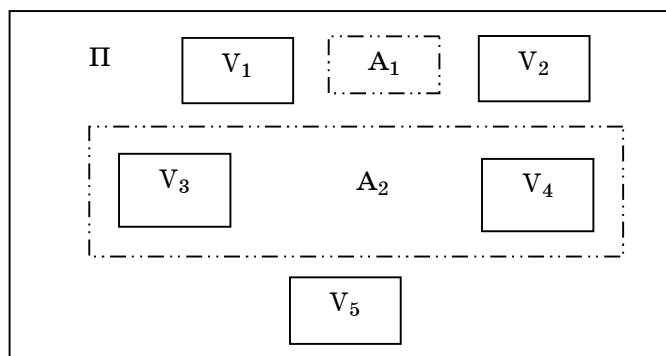 Π V₁ A₁ V₂
V₃ A₂ V₄
V₅